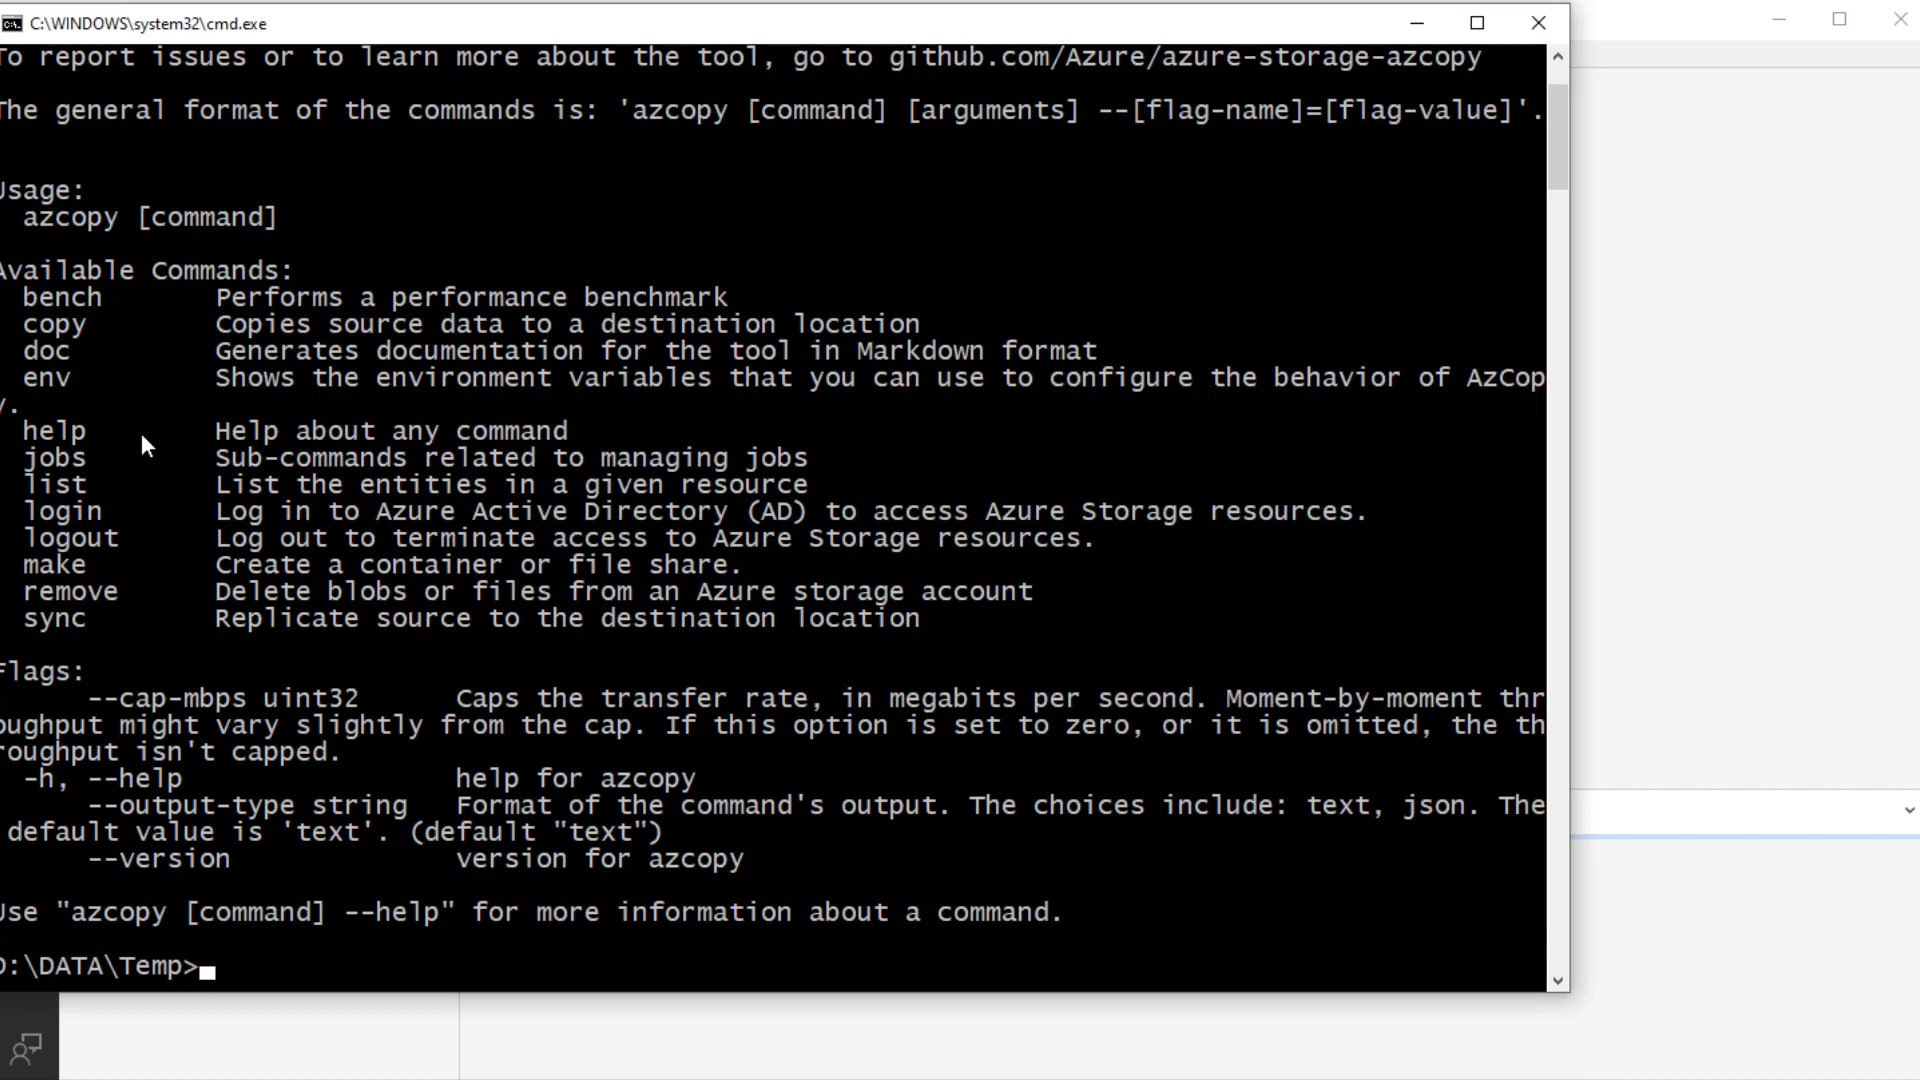 C:\WINDOWS\system32\cmd.exe
To report issues or to learn more about the tool, go to github.com/Azure/azure-storage-azcopy
The general format of the commands is: 'azcopy [command] [arguments] --[flag-name]=[flag-value]'.
Usage:
azcopy [command]
Available Commands:
bench Performs a performance benchmark
copy Copies source data to a destination location
doc Generates documentation for the tool in Markdown format
env Shows the environment variables that you can use to configure the behavior of AzCop
y.
help Help about any command
jobs Sub-commands related to managing jobs
list List the entities in a given resource
login Log in to Azure Active Directory (AD) to access Azure Storage resources.
logout Log out to terminate access to Azure Storage resources.
make Create a container or file share.
remove Delete blobs or files from an Azure storage account
sync Replicate source to the destination location
Flags:
--cap-mbps uint32 Caps the transfer rate, in megabits per second. Moment-by-moment thr
oughput might vary slightly from the cap. If this option is set to zero, or it is omitted, the th
roughput isn't capped.
-h, --help help for azcopy
--output-type string Format of the command's output. The choices include: text, json. The
default value is 'text'. (default "text")
--version version for azcopy
Use "azcopy [command] --help" for more information about a command.
D:\DATA\Temp>